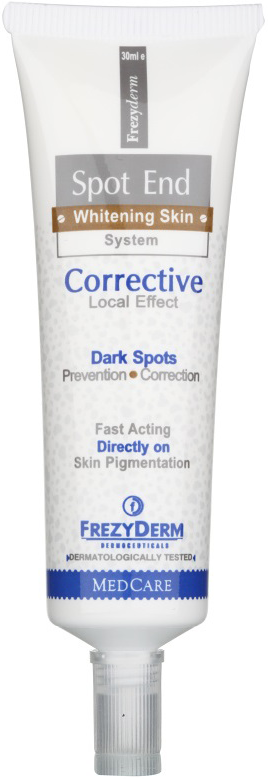 30ml e
Frezyderm
Spot End
Whitening Skin
System
Corrective
Local Effect
Dark Spots
Prevention • Correction
Fast Acting
Directly on
Skin Pigmentation
f
FREZYDERM
DERMACEUTICALS
DERMATOLOGICALLY TESTED
MEDCARE